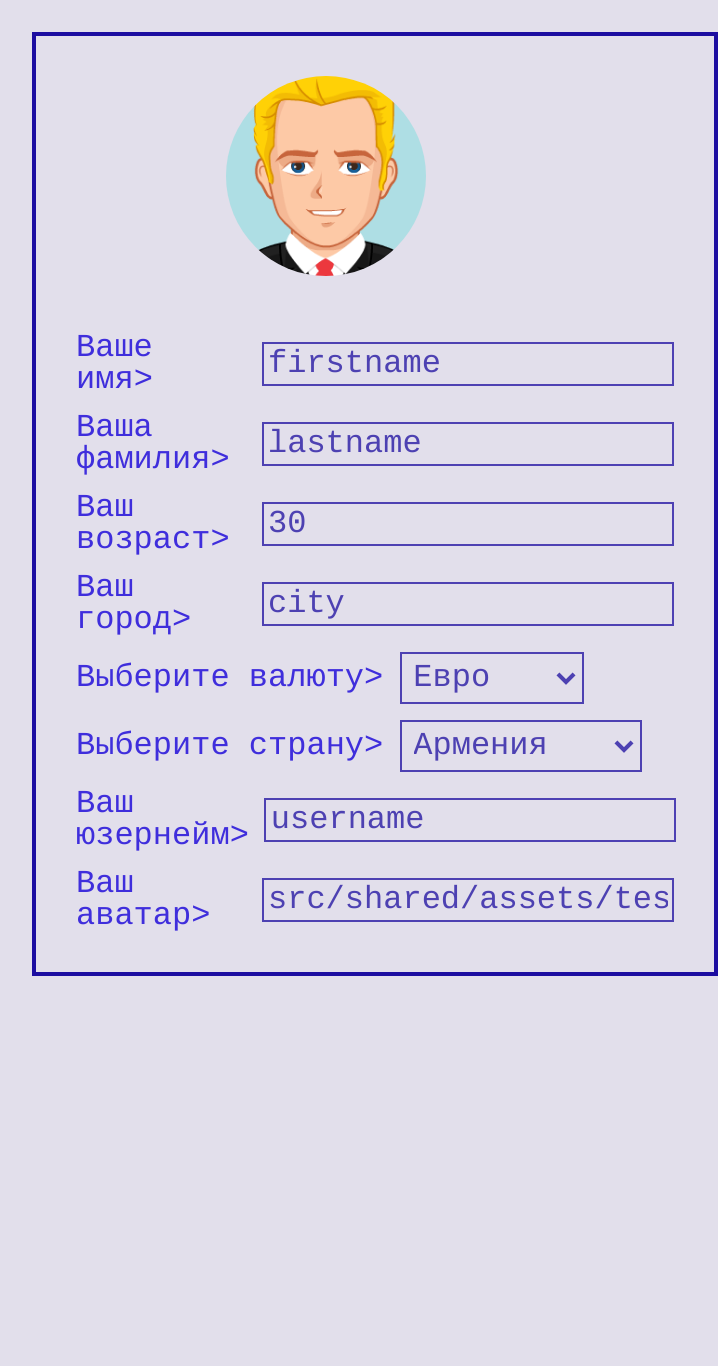 Ваше
имя>
firstname
Ваша
фамилия>
lastname
Ваш
возраст>
30
Ваш
город>
city
Выберите валюту> Евро
Выберите страну> Армения
Ваш
юзернейм>
username
Ваш
аватар>
src/shared/assets/tes